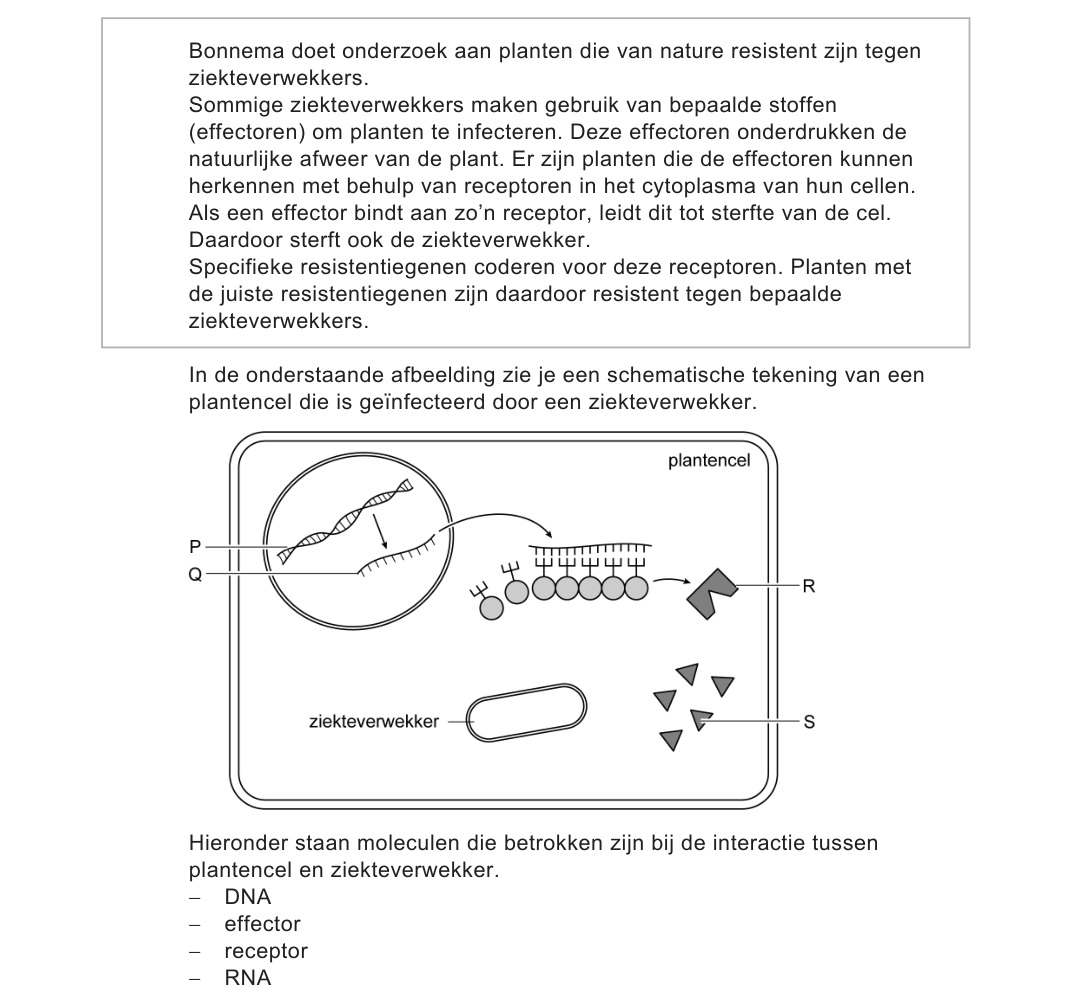 Bonnema doet onderzoek aan planten die van nature resistent zijn tegen
ziekteverwekkers.
Sommige ziekteverwekkers maken gebruik van bepaalde stoffen
(effectoren) om planten te infecteren. Deze effectoren onderdrukken de
natuurlijke afweer van de plant. Er zijn planten die de effectoren kunnen
herkennen met behulp van receptoren in het cytoplasma van hun cellen.
Als een effector bindt aan zo’n receptor, leidt dit tot sterfte van de cel.
Daardoor sterft ook de ziekteverwekker.
Specifieke resistentiegenen coderen voor deze receptoren. Planten met
de juiste resistentiegenen zijn daardoor resistent tegen bepaalde
ziekteverwekkers.
In de onderstaande afbeelding zie je een schematische tekening van een
plantencel die is geïnfecteerd door een ziekteverwekker.
plantencel
P
Q
R
ziekteverwekker
S
Hieronder staan moleculen die betrokken zijn bij de interactie tussen
plantencel en ziekteverwekker.
– DNA
– effector
– receptor
– RNA